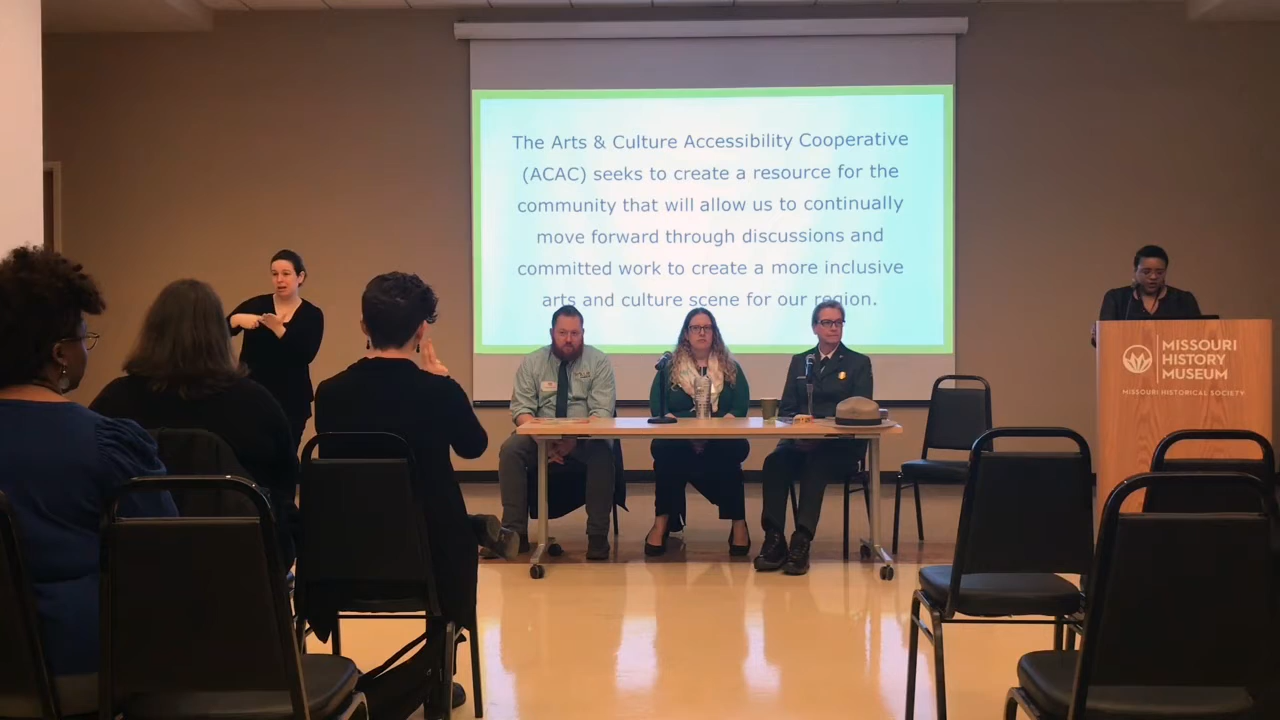 The Arts & Culture Accessibility Cooperative
(ACAC) seeks to create a resource for the
community that will allow us to continually
move forward through discussions and
committed work to create a more inclusive
arts and culture scene for our region.
MISSOURI
HISTORY
MUSEUM
MISSOURI HISTORICAL SOCIETY